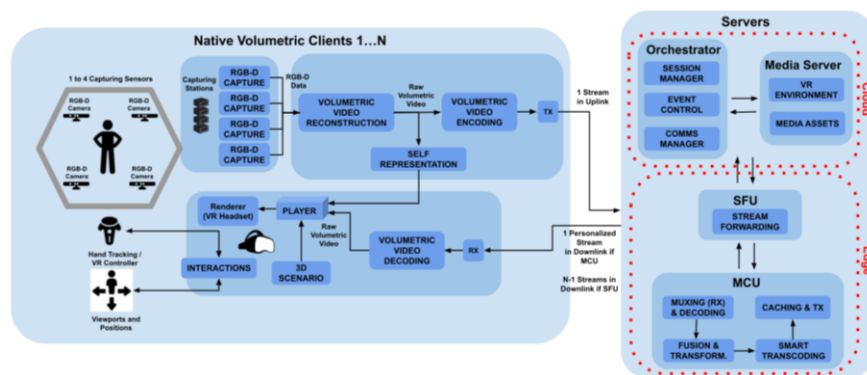 Native Volumetric Clients 1...N
1 to 4 Capturing Sensors
RGB-D
Camera
RGB-D
Camera
RGB-D
Camera
RGB-D
Camera
Hand Tracking /
VR Controller
Viewports and
Positions
Capturing
Stations
RGB-D
CAPTURE
RGB-D
CAPTURE
RGB-D
CAPTURE
RGB-D
CAPTURE
RGB-D
Data
VOLUMETRIC
VIDEO
RECONSTRUCTION
Raw
Volumetric
Video
VOLUMETRIC
VIDEO
ENCODING
TX
SELF
REPRESENTATION
Renderer
(VR Headset)
PLAYER
Raw
Volumetric
Video
INTERACTIONS
3D
SCENARIO
VOLUMETRIC
VIDEO
DECODING
RX
1 Stream
in Uplink
1 Personalized
Stream
in Downlink if
MCU
N-1 Streams in
Downlink if SFU
Servers
Orchestrator
SESSION
MANAGER
EVENT
CONTROL
COMMS
MANAGER
Media Server
VR
ENVIRONMENT
MEDIA ASSETS
Cloud
SFU
STREAM
FORWARDING
Edge
MCU
MUXING (RX)
& DECODING
CACHING & TX
FUSION &
TRANSFORM.
SMART
TRANSCODING